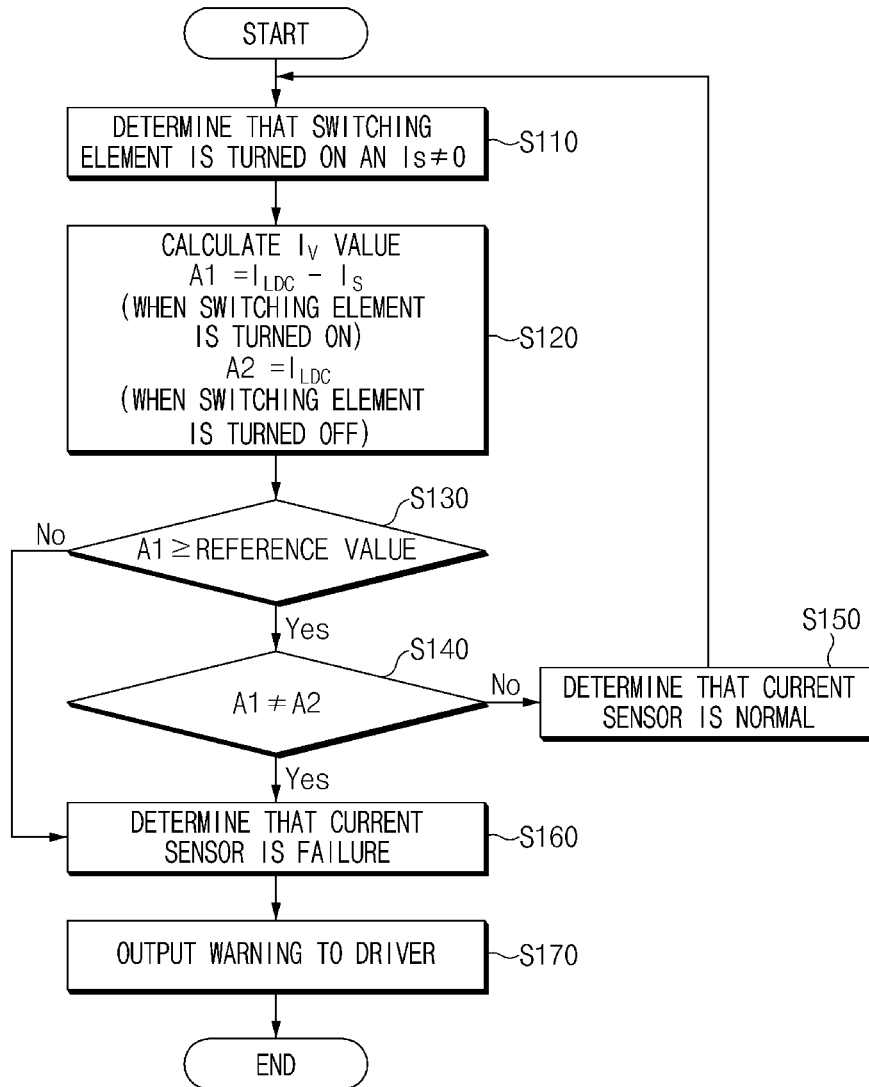 START
DETERMINE THAT SWITCHING
ELEMENT IS TURNED ON AN Is≠0
S110
CALCULATE IV VALUE
A1 =ILDC - IS
(WHEN SWITCHING ELEMENT
IS TURNED ON)
A2 =ILDC
(WHEN SWITCHING ELEMENT
IS TURNED OFF)
S120
S130
No
A1≥REFERENCE VALUE
Yes
S140
A1≠A2
No
S150
DETERMINE THAT CURRENT
SENSOR IS NORMAL
Yes
DETERMINE THAT CURRENT
SENSOR IS FAILURE
S160
OUTPUT WARNING TO DRIVER
S170
END